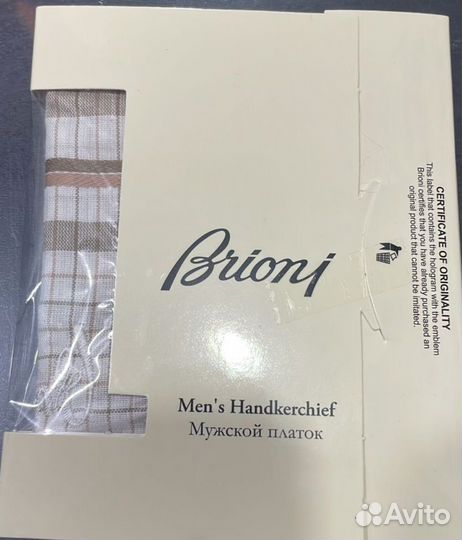 Brioni
Men's Handkerchief
Мужской платок
CERTIFICATE OF ORIGINALITY
This label that contains the hologram with the emblem
Brioni certifies that you have already purchased an
original product that cannot be imitated.
Avito